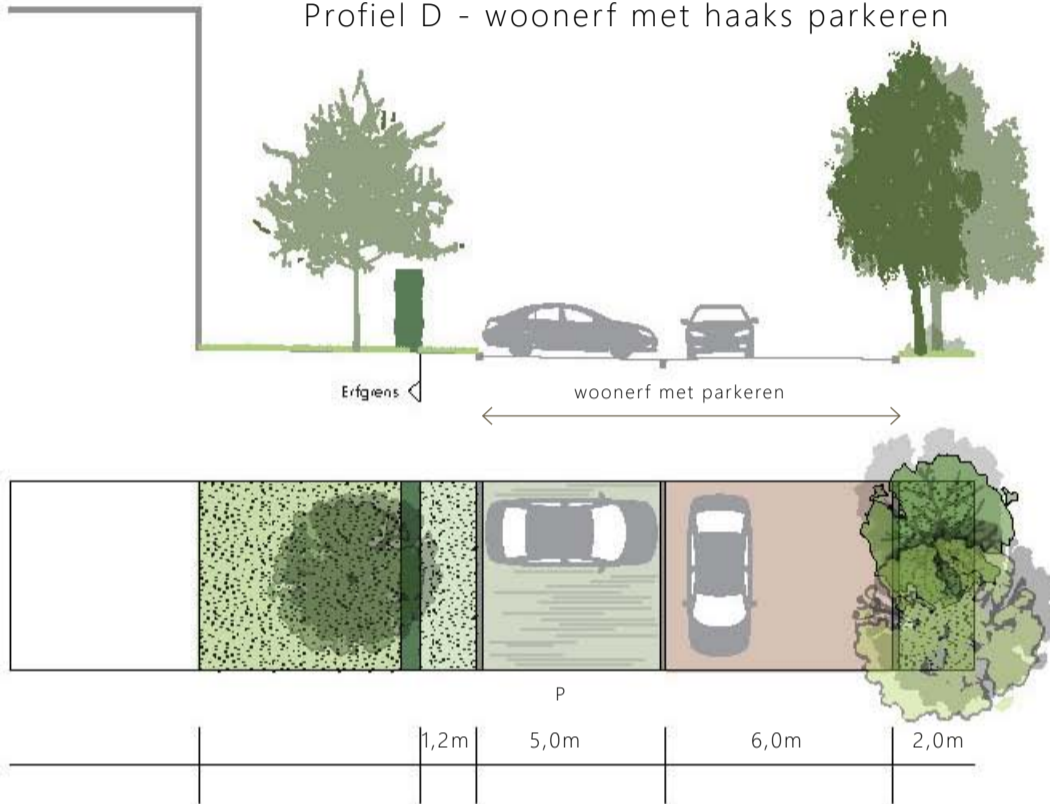 Profiel D - woonerf met haaks parkeren
Erfgrens
woonerf met parkeren
P
1,2m 5,0m 6,0m 2,0m